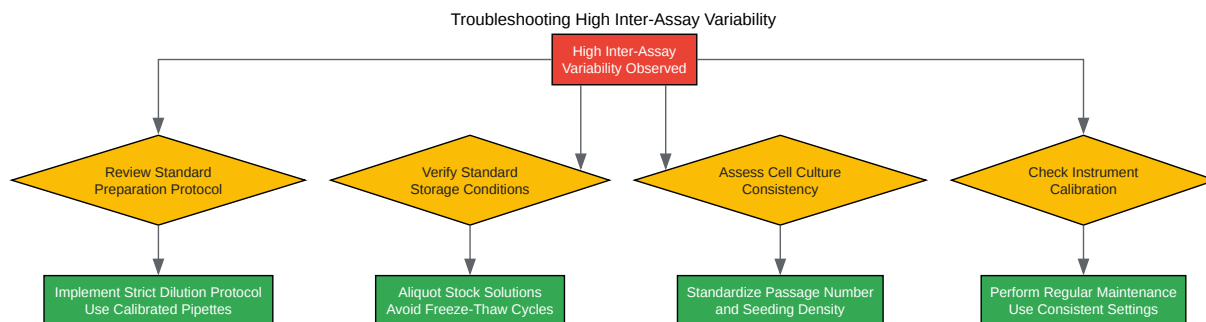 Troubleshooting High Inter-Assay Variability
High Inter-Assay
Variability Observed
Review Standard
Preparation Protocol
Verify Standard
Storage Conditions
Assess Cell Culture
Consistency
Check Instrument
Calibration
Implement Strict Dilution Protocol
Use Calibrated Pipettes
Aliquot Stock Solutions
Avoid Freeze-Thaw Cycles
Standardize Passage Number
and Seeding Density
Perform Regular Maintenance
Use Consistent Settings